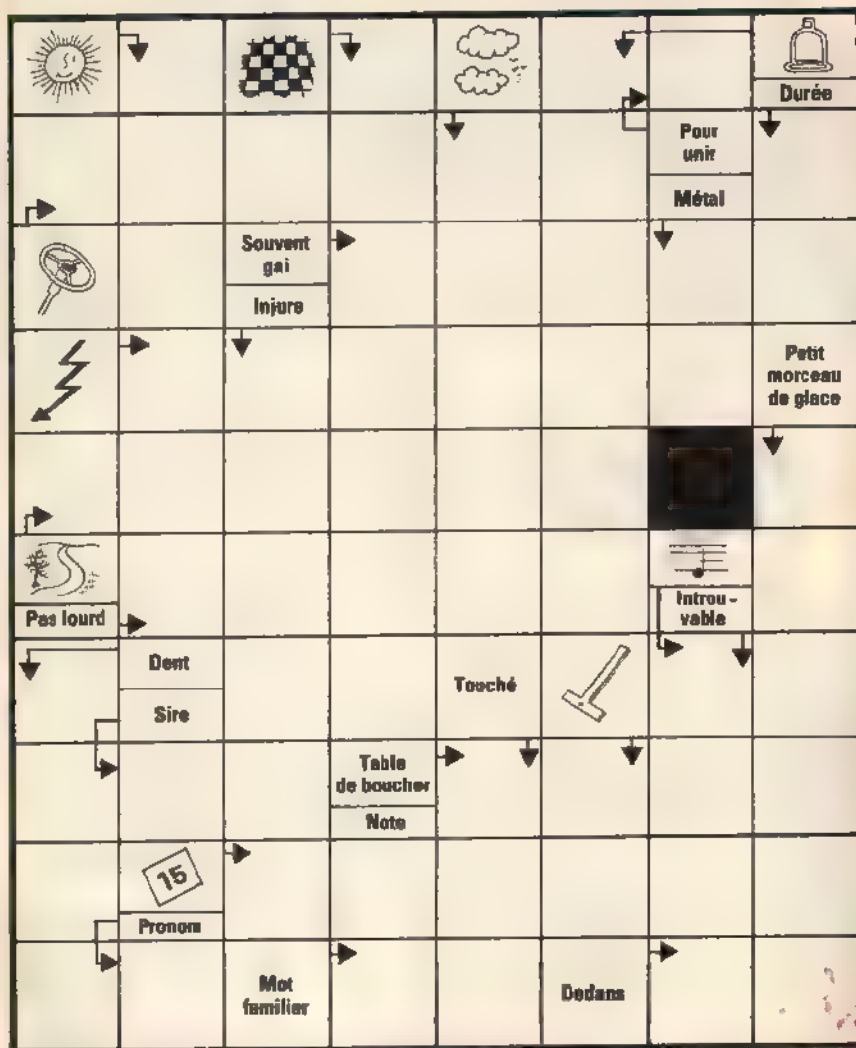 Durée
Pour
unir
Métal
Souvent
gai
Injure
Petit
morceau
de glace
Pas lourd
Introu-
vable
Dent
Sire
Touché
Table
de boucher
Note
15
Pronom
Mot
familier
Dedans